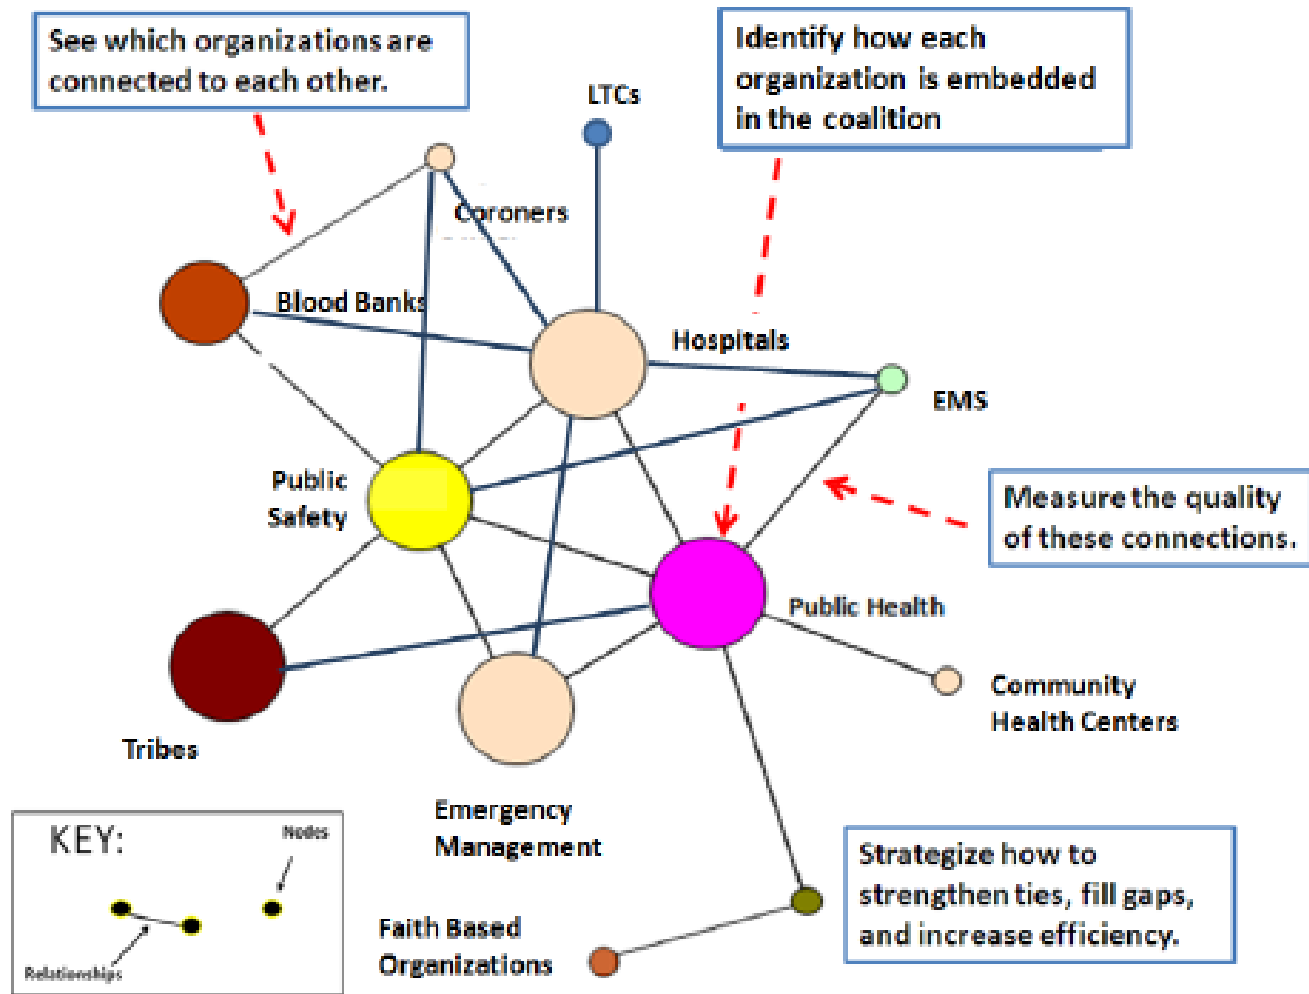 See which organizations are
connected to each other.
Identify how each
organization is embedded
in the coalition
LTCs
Coroners
Blood Banks
Hospitals
EMS
Public
Safety
Measure the quality
of these connections.
Public Health
Community
Health Centers
Tribes
Emergency
Management
KEY:
Nodes
Relationships
Faith Based
Organizations
Strategize how to
strengthen ties, fill gaps,
and increase efficiency.